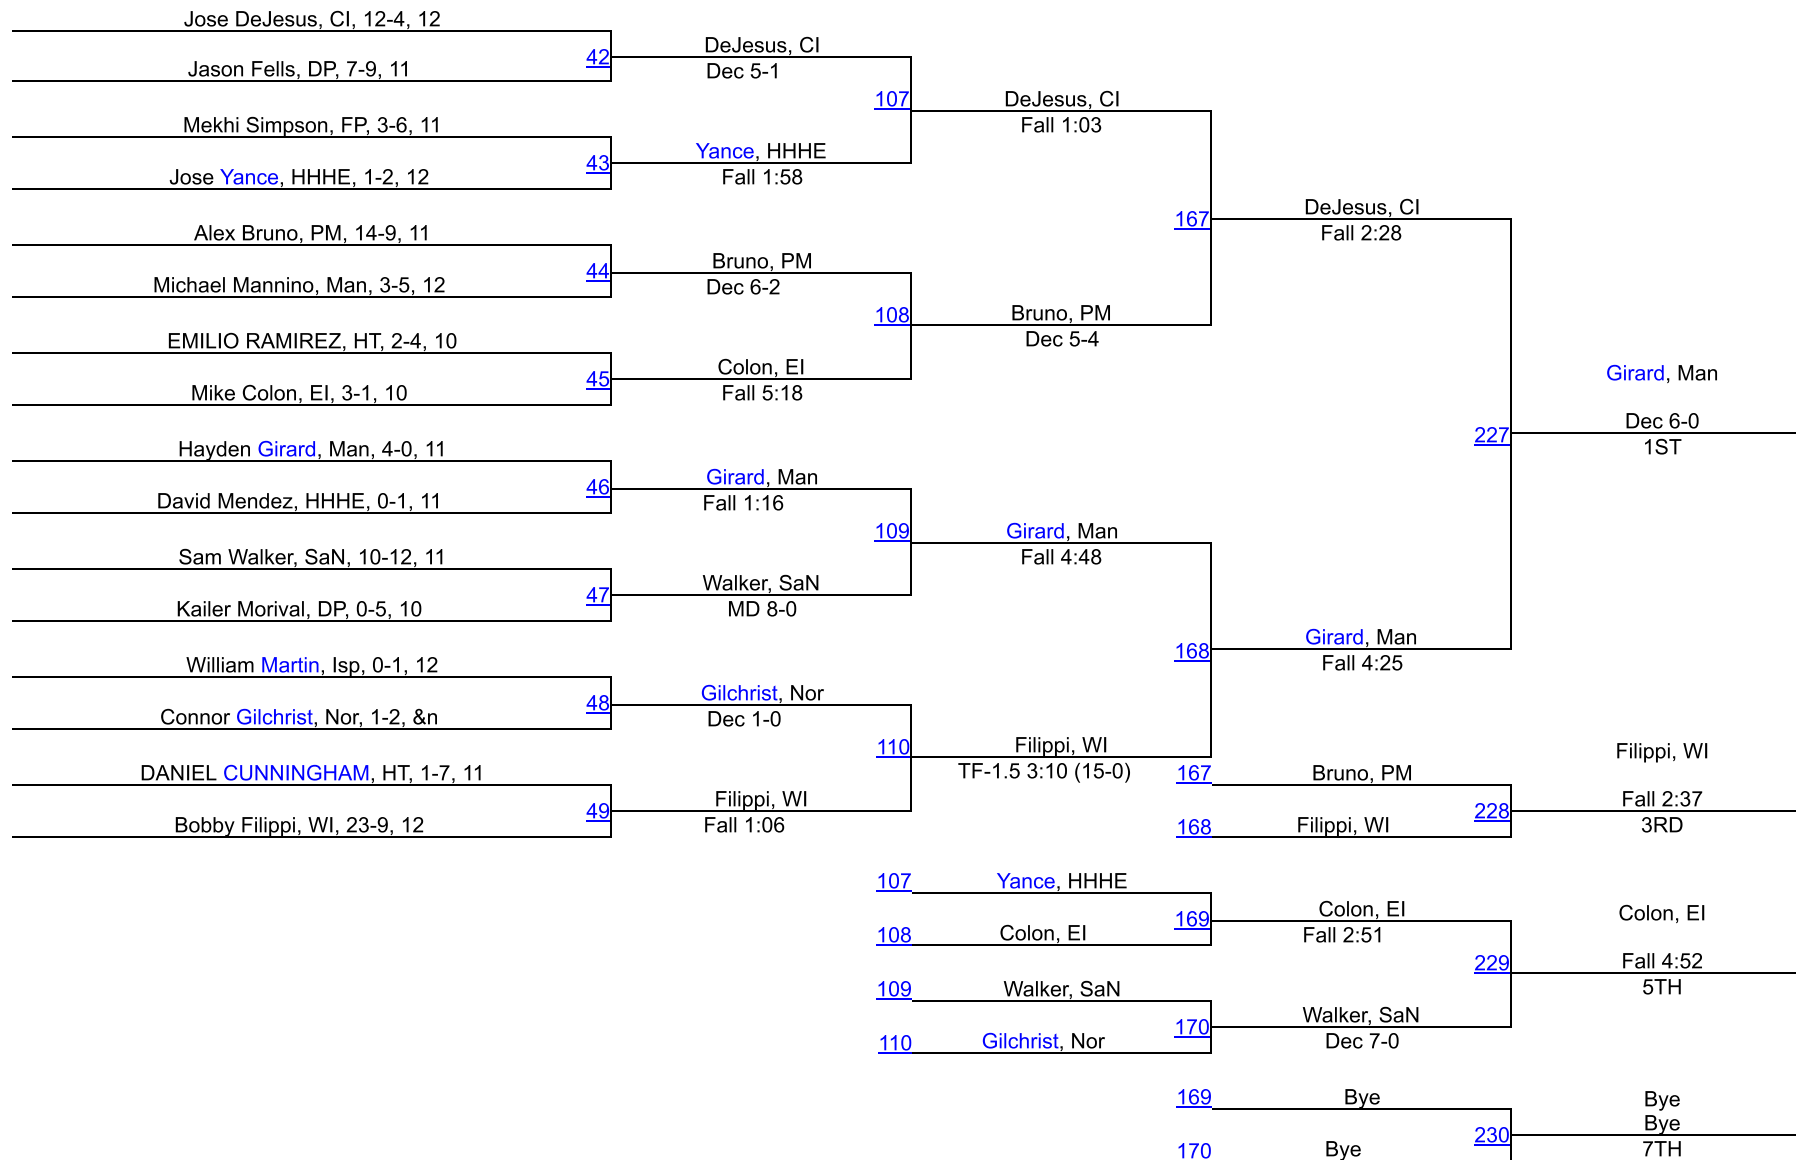 Jose DeJesus, CI, 12-4, 12
42
Jason Fells, DP, 7-9, 11
DeJesus, CI
Dec 5-1
107
Mekhi Simpson, FP, 3-6, 11
43
Jose Yance, HHHE, 1-2, 12
Yance, HHHE
Fall 1:58
DeJesus, CI
Fall 1:03
167
Alex Bruno, PM, 14-9, 11
44
Michael Mannino, Man, 3-5, 12
Bruno, PM
Dec 6-2
108
EMILIO RAMIREZ, HT, 2-4, 10
45
Mike Colon, EI, 3-1, 10
Colon, EI
Fall 5:18
Bruno, PM
Dec 5-4
DeJesus, CI
Fall 2:28
227
Hayden Girard, Man, 4-0, 11
46
David Mendez, HHHE, 0-1, 11
Girard, Man
Fall 1:16
109
Sam Walker, SaN, 10-12, 11
47
Kailer Morival, DP, 0-5, 10
Walker, SaN
MD 8-0
Girard, Man
Fall 4:48
168
William Martin, Isp, 0-1, 12
48
Connor Gilchrist, Nor, 1-2, &n
Gilchrist, Nor
Dec 1-0
110
DANIEL CUNNINGHAM, HT, 1-7, 11
49
Bobby Filippi, WI, 23-9, 12
Filippi, WI
Fall 1:06
Filippi, WI
TF-1.5 3:10 (15-0)
Girard, Man
Fall 4:25
Girard, Man
Dec 6-0
1ST
167
Bruno, PM
228
168
Filippi, WI
Filippi, WI
Fall 2:37
3RD
107
Yance, HHHE
169
108
Colon, EI
Colon, EI
Fall 2:51
229
109
Walker, SaN
170
110
Gilchrist, Nor
Walker, SaN
Dec 7-0
Colon, EI
Fall 4:52
5TH
169
Bye
230
170
Bye
Bye
Bye
7TH